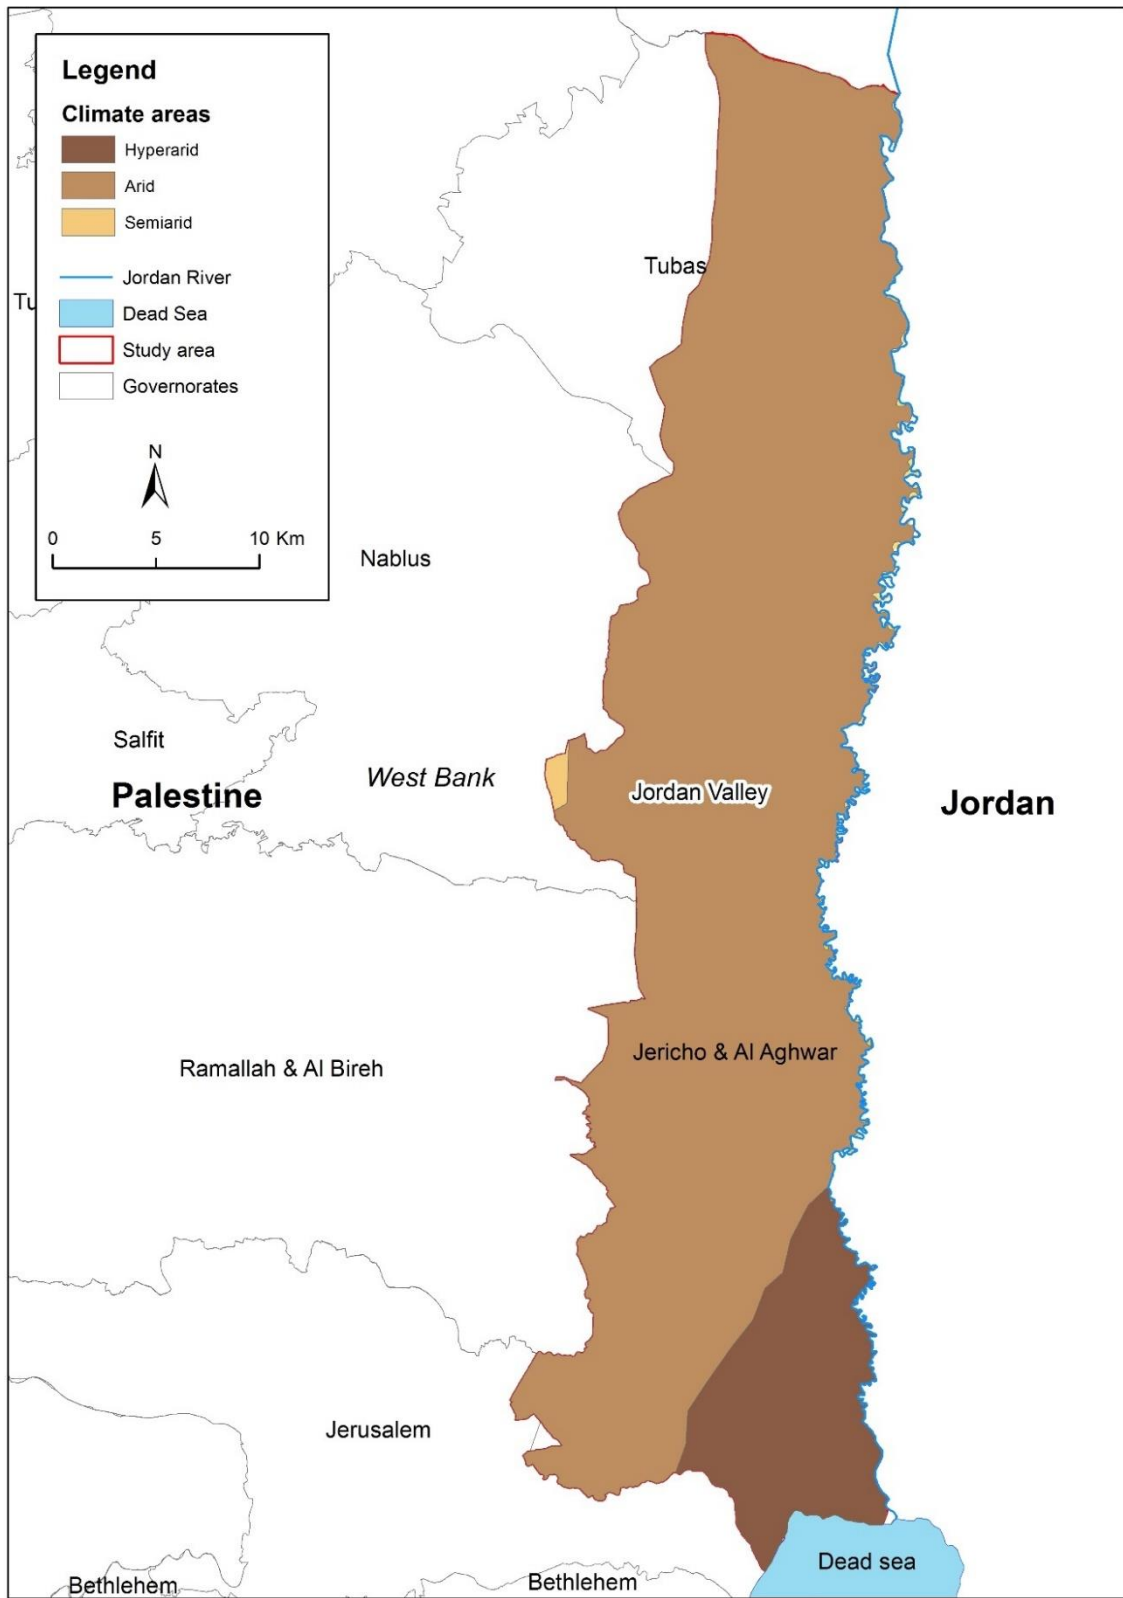 Legend
Climate areas
Hyperarid
Arid
Semiarid
Jordan River
Dead Sea
Study area
Governorates
N
0 5 10 Km
Tu
Tubas
Nablus
Salfit
Palestine
West Bank
Jordan Valley
Jordan
Ramallah & Al Bireh
Jericho & Al Aghwar
Jerusalem
Bethlehem
Bethlehem
Dead sea